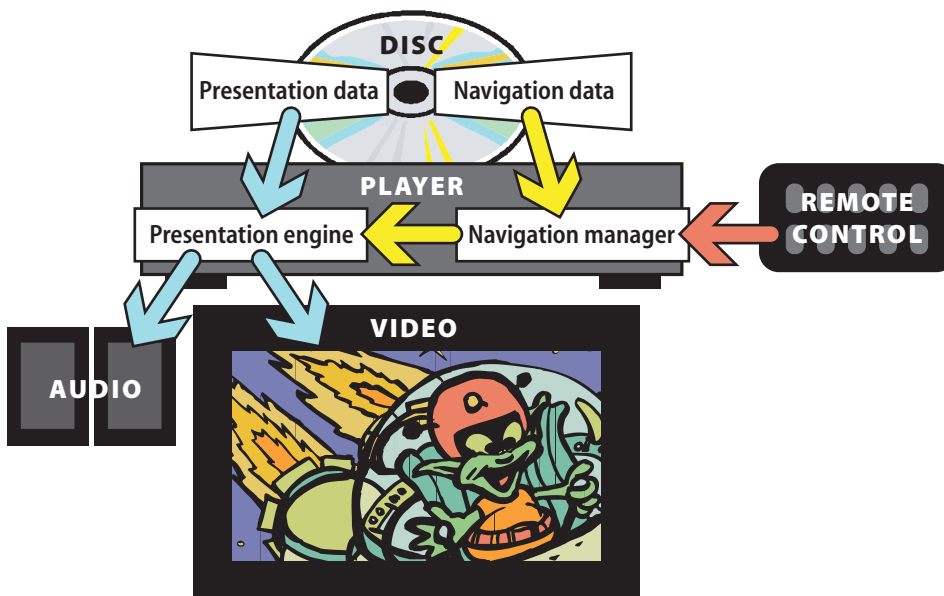 DISC
Presentation data
Navigation data
PLAYER
REMOTE
CONTROL
Presentation engine
Navigation manager
VIDEO
AUDIO